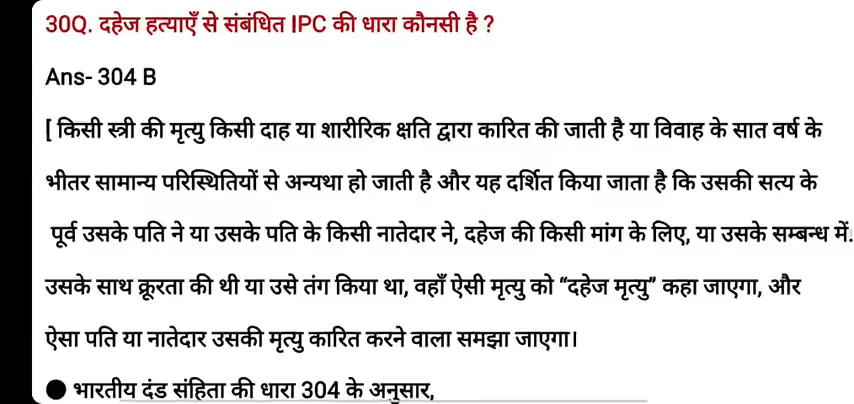 30Q. दहेज हत्याएँ से संबंधित IPC की धारा कौनसी है ?
Ans- 304 B
[ किसी स्त्री की मृत्यु किसी दाह या शारीरिक क्षति द्वारा कारित की जाती है या विवाह के सात वर्ष के
भीतर सामान्य परिस्थितियों से अन्यथा हो जाती है और यह दर्शित किया जाता है कि उसकी सत्य के
पूर्व उसके पति ने या उसके पति के किसी नातेदार ने, दहेज की किसी मांग के लिए, या उसके सम्बन्ध में.
उसके साथ क्रूरता की थी या उसे तंग किया था, वहाँ ऐसी मृत्यु को “दहेज मृत्यु” कहा जाएगा, और
ऐसा पति या नातेदार उसकी मृत्यु कारित करने वाला समझा जाएगा।
● भारतीय दंड संहिता की धारा 304 के अनुसार,